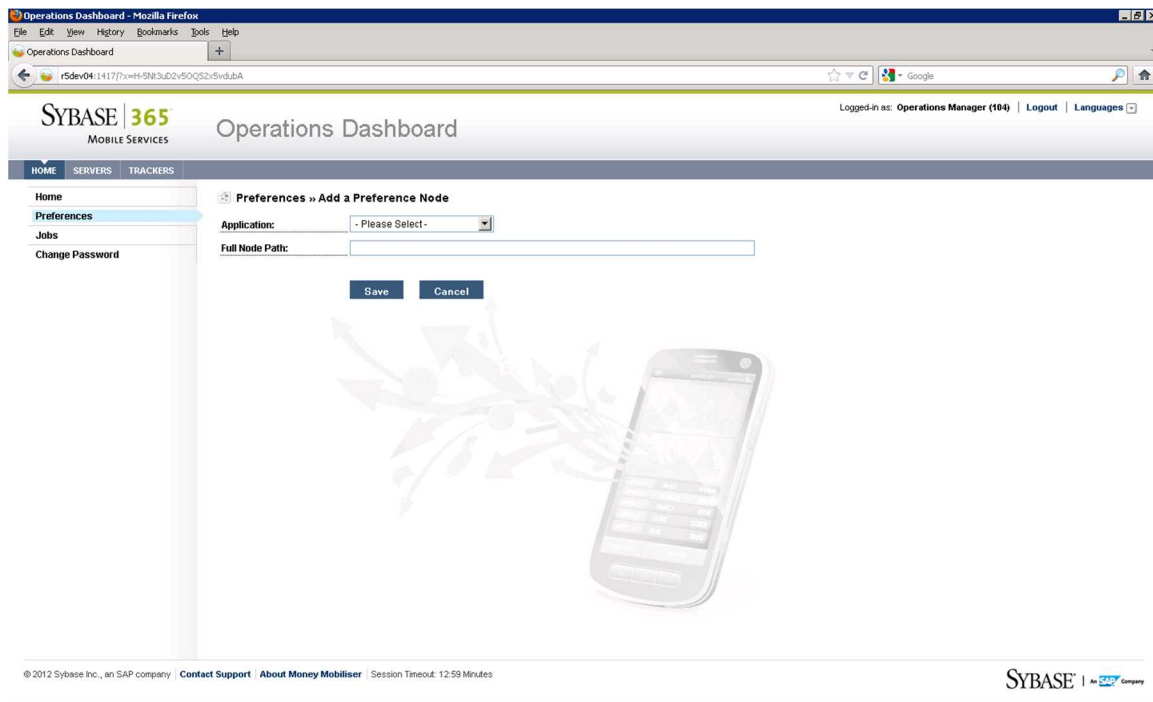 Operations Dashboard - Mozilla Firefox
File Edit View History Bookmarks Tools Help
Operations Dashboard +
r5dev04:1417/?x=H-5Nt3uD2v5OQS2x5vdubA
Google
SYBASE 365
MOBILE SERVICES
Operations Dashboard
Logged-in as: Operations Manager (104) | Logout | Languages
HOME SERVERS TRACKERS
Home
Preferences
Jobs
Change Password
Preferences » Add a Preference Node
Application: - Please Select -
Full Node Path:
Save Cancel
© 2012 Sybase Inc., an SAP company | Contact Support | About Money Mobiliser | Session Timeout: 12:59 Minutes
SYBASE | An SAP Company